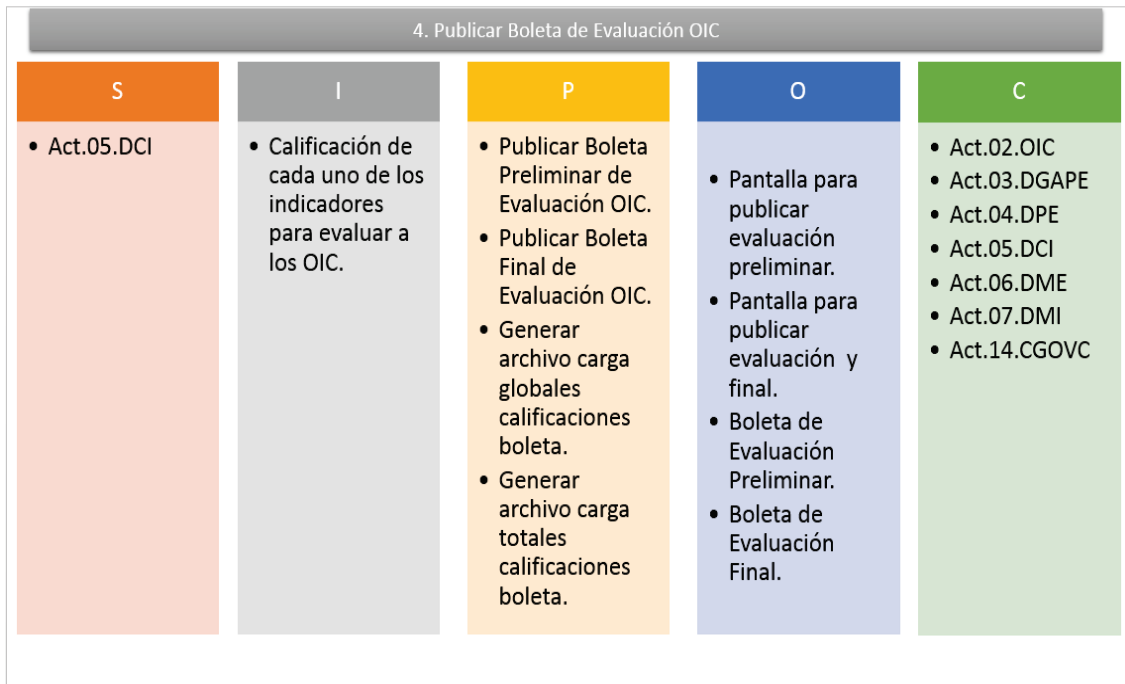 4. Publicar Boleta de Evaluación OIC
S
• Act.05.DCI
I
• Calificación de
cada uno de los
indicadores
para evaluar a
los OIC.
P
• Publicar Boleta
Preliminar de
Evaluación OIC.
• Publicar Boleta
Final de
Evaluación OIC.
• Generar
archivo carga
globales
calificaciones
boleta.
• Generar
archivo carga
totales
calificaciones
boleta.
O
• Pantalla para
publicar
evaluación
preliminar.
• Pantalla para
publicar
evaluación y
final.
• Boleta de
Evaluación
Preliminar.
• Boleta de
Evaluación
Final.
C
• Act.02.OIC
• Act.03.DGAPE
• Act.04.DPE
• Act.05.DCI
• Act.06.DME
• Act.07.DMI
• Act.14.CGOVC